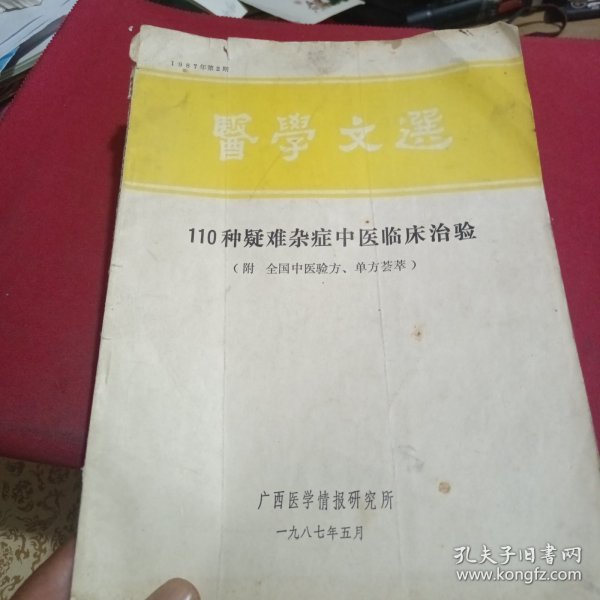 1987年第2期
醫學文選
110种疑难杂症中医临床治验
（附 全国中医验方、单方荟萃）
广西医学情报研究所
一九八七年五月
孔夫子旧书网
www.kongfz.com